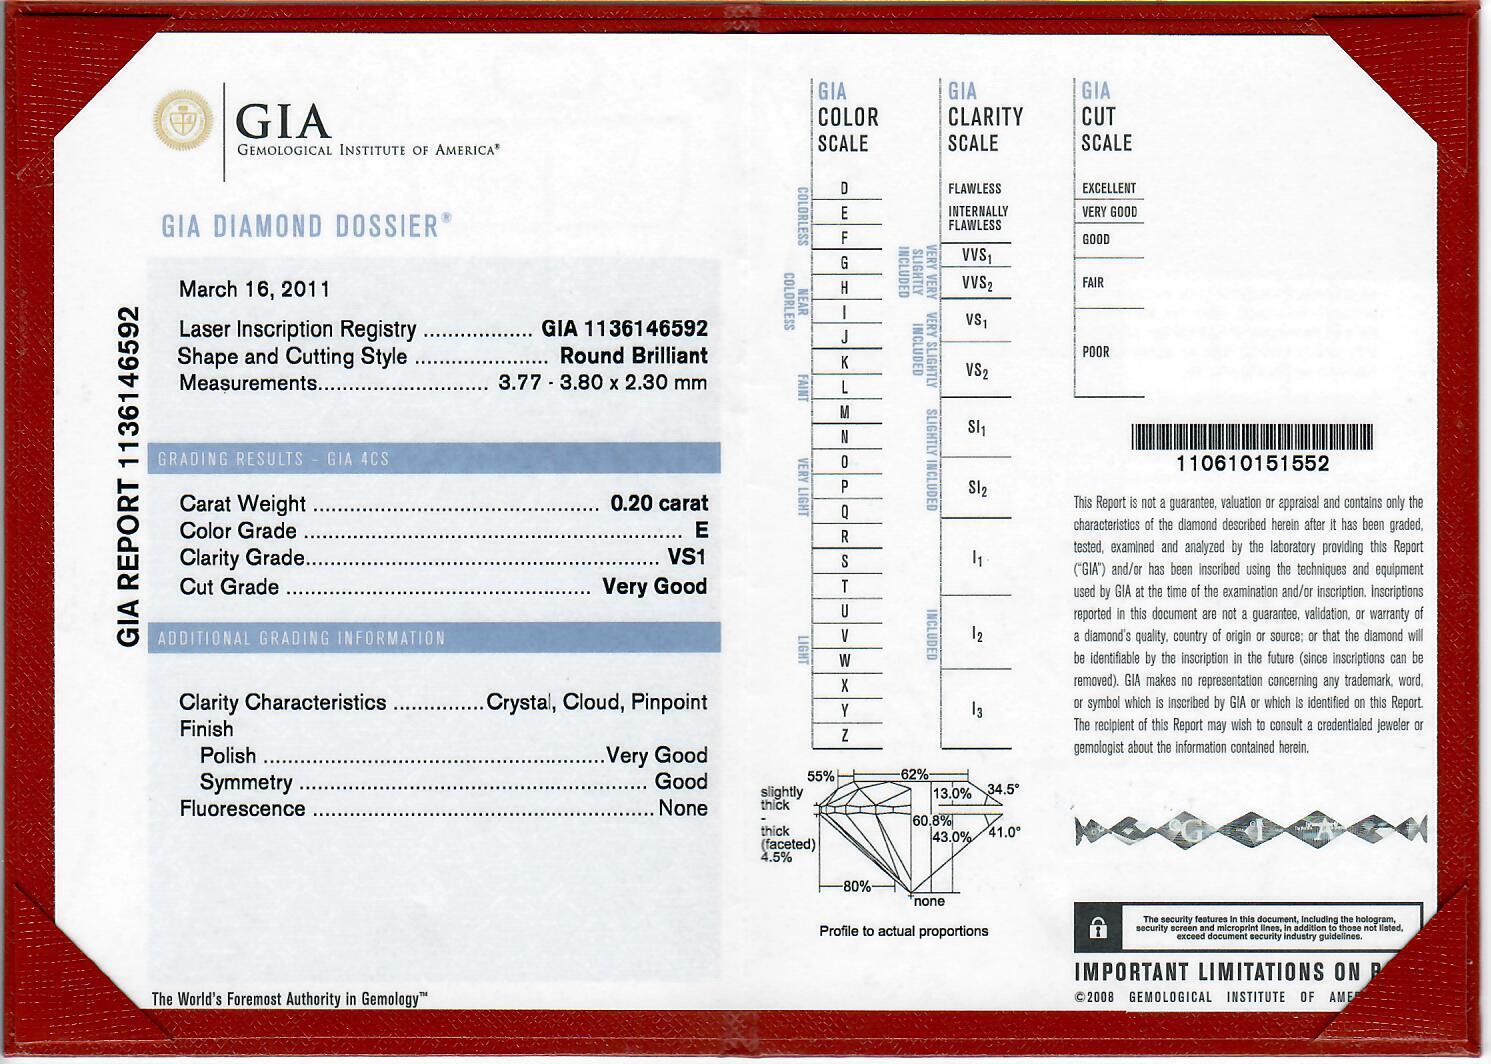 GIA
GEMOLOGICAL INSTITUTE OF AMERICA®
GIA DIAMOND DOSSIER®
March 16, 2011
Laser Inscription Registry .................. GIA 1136146592
Shape and Cutting Style ...................... Round Brilliant
Measurements............................ 3.77 - 3.80 x 2.30 mm
GRADING RESULTS - GIA 4CS
Carat Weight ............................................... 0.20 carat
Color Grade ............................................................... E
Clarity Grade.......................................................... VS1
Cut Grade .................................................. Very Good
ADDITIONAL GRADING INFORMATION
Clarity Characteristics ...............Crystal, Cloud, Pinpoint
Finish
Polish .........................................................Very Good
Symmetry .............................................................. Good
Fluorescence ........................................................ None
The World's Foremost Authority in Gemology™
GIA REPORT 1136146592
GIA
COLOR
SCALE
D
E
F
G
H
I
J
K
L
M
N
O
P
Q
R
S
T
U
V
W
X
Y
Z
COLORLESS
NEAR
COLORLESS
FAINT
VERY LIGHT
LIGHT
GIA
CLARITY
SCALE
FLAWLESS
INTERNALLY
FLAWLESS
VVS1
VVS2
VS1
VS2
SI1
SI2
I1
I2
I3
VERY VERY
SLIGHTLY
INCLUDED
VERY SLIGHTLY
INCLUDED
SLIGHTLY INCLUDED
INCLUDED
GIA
CUT
SCALE
EXCELLENT
VERY GOOD
GOOD
FAIR
POOR
55%
62%
slightly
thick
-
thick
(faceted)
4.5%
13.0%
34.5°
60.8%
43.0%
41.0°
80%
none
Profile to actual proportions
110610151552
This Report is not a guarantee, valuation or appraisal and contains only the
characteristics of the diamond described herein after it has been graded,
tested, examined and analyzed by the laboratory providing this Report
("GIA") and/or has been inscribed using the techniques and equipment
used by GIA at the time of the examination and/or inscription. Inscriptions
reported in this document are not a guarantee, validation, or warranty of
a diamond's quality, country of origin or source; or that the diamond will
be identifiable by the inscription in the future (since inscriptions can be
removed). GIA makes no representation concerning any trademark, word,
or symbol which is inscribed by GIA or which is identified on this Report.
The recipient of this Report may wish to consult a credentialed jeweler or
gemologist about the information contained herein.
G I A
The security features in this document, including the hologram,
security screen and microprint lines, in addition to those not listed,
exceed document security industry guidelines.
IMPORTANT LIMITATIONS ON
©2008 GEMOLOGICAL INSTITUTE OF